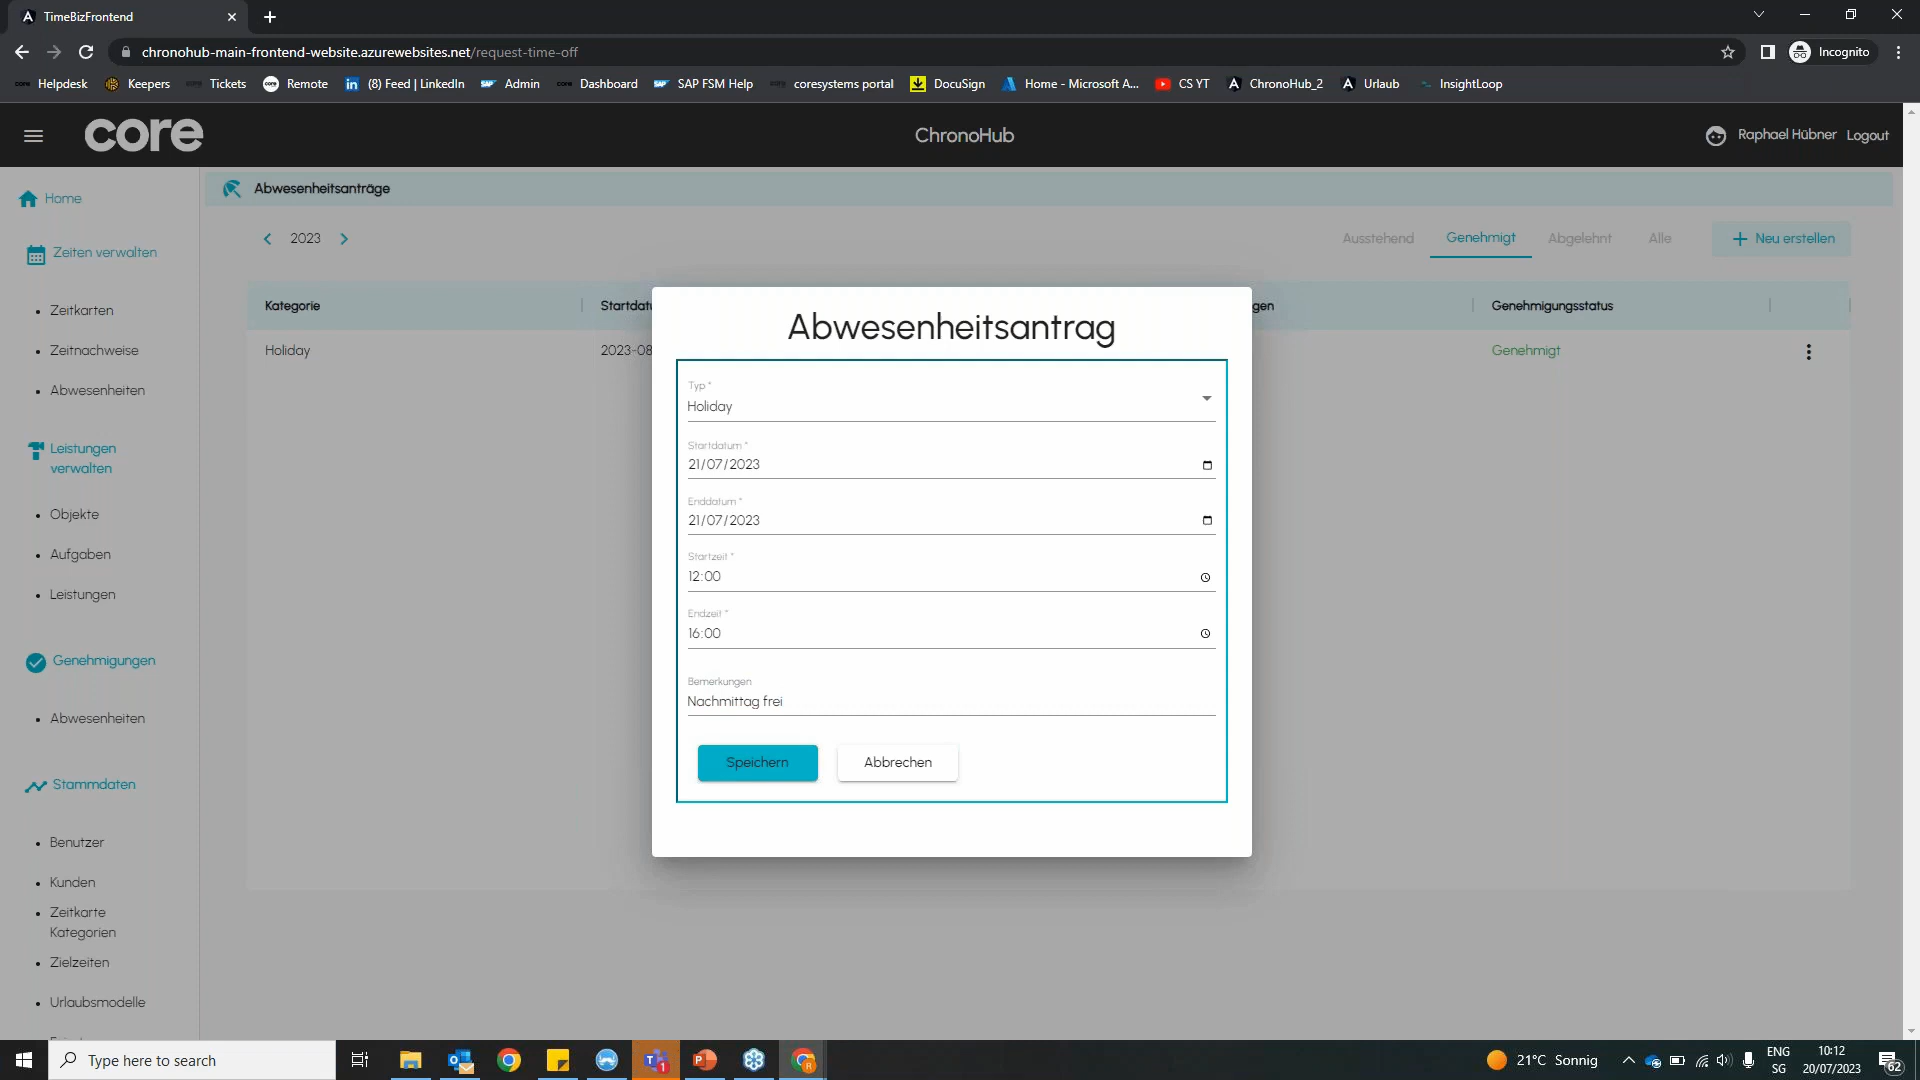 TimeBizFrontend
chronohub-main-frontend-website.azurewebsites.net/request-time-off
Incognito
Helpdesk
Keepers
Tickets
Remote
(8) Feed | LinkedIn
Admin
Dashboard
SAP FSM Help
coresystems portal
DocuSign
Home - Microsoft A...
CS YT
ChronoHub_2
Urlaub
InsightLoop
core
ChronoHub
Raphael Hübner
Logout
Home
Zeiten verwalten
Zeitkarten
Zeitnachweise
Abwesenheiten
Leistungen
verwalten
Objekte
Aufgaben
Leistungen
Genehmigungen
Abwesenheiten
Stammdaten
Benutzer
Kunden
Zeitkarte
Kategorien
Zielzeiten
Urlaubsmodelle
Abwesenheitsanträge
2023
Ausstehend
Genehmigt
Abgelehnt
Alle
+ Neu erstellen
Kategorie
Startdatu
gen
Genehmigungsstatus
Holiday
2023-08
Genehmigt
Abwesenheitsantrag
Typ *
Holiday
Startdatum *
21/07/2023
Enddatum *
21/07/2023
Startzeit *
12:00
Endzeit *
16:00
Bemerkungen
Nachmittag frei
Speichern
Abbrechen
Type here to search
21°C Sonnig
ENG
SG
10:12
20/07/2023
62